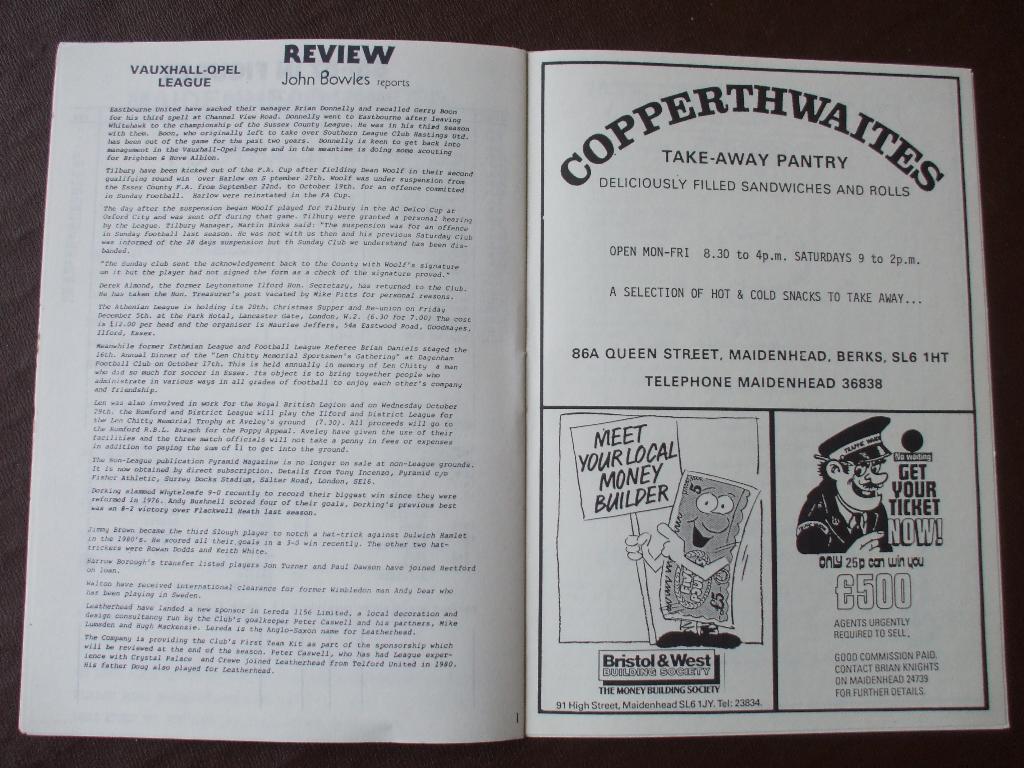 VAUXHALL-OPEL
LEAGUE
REVIEW
John Bowles reports
Eastbourne United have sacked their manager Brian Donnelly and recalled Gerry Boon
for his third spell at Channel View Road. Donnelly went to Eastbourne after leaving
Whitehawk to the championship of the Sussex County League. He was in his third season
with them. Boon, who originally left to take over Southern League Club Hastings Utd.
has been out of the game for the past two years. Donnelly is keen to get back into
management in the Vauxhall-Opel League and in the meantime is doing some scouting
for Brighton & Hove Albion.
Tilbury have been kicked out of the F.A. Cup after fielding Dean Woolf in their second
qualifying round win over Harlow on S ptember 27th. Woolf was under suspension from
the Essex County F.A. from September 22nd. to October 19th. for an offence committed
in Sunday football. Harlow were reinstated in the FA Cup.
The day after the suspension began Woolf played for Tilbury in the AC Delco Cup at
Oxford City and was sent off during that game. Tilbury were granted a personal hearing
by the League. Tilbury Manager, Martin Binks said: "The suspension was for an offence
in Sunday football last season. He was not with us then and his previous Saturday Club
was informed of the 28 days suspension but th Sunday Club we understand has been dis-
banded.
"The Sunday club sent the acknowledgement back to the County with Woolf's signature
on it but the player had not signed the form as a check of the signature proved."
Derek Almond, the former Leytonstone Ilford Hon. Secretary, has returned to the Club.
He has taken the Hon. Treasurer's post vacated by Mike Pitts for personal reasons.
The Athenian League is holding its 20th. Christmas Supper and Re-union on Friday
December 5th. at the Park Hotal, Lancaster Gate, London, W.2. (6.30 for 7.00) The cost
is £12.00 per head and the organiser is Maurise Jeffers, 54a Eastwood Road, Goodmayes,
Ilford, Essex.
Meanwhile former Isthmian League and Football League Referee Brian Daniels staged the
16th. Annual Dinner of the "Len Chitty Memorial Sportsmen's Gathering" at Dagenham
Football Club on October 17th. This is held annually in memory of Len Chitty a man
who did so much for soccer in Essex. Its object is to bring together people who
administrate in various ways in all grades of football to enjoy each other's company
and friendship.
Len was also involved in work for the Royal British Legion and on Wednesday October
29th. the Romford and District League will play the Ilford and District League for
the Len Chitty Memorial Trophy at Aveley's ground (7.30). All proceeds will go to
the Romford R.B.L. Branch for the Poppy Appeal. Aveley have given the use of their
facilities and the three match officials will not take a penny in fees or expenses
in addition to paying the sum of £1 to get into the ground.
The Non-League publication Pyramid Magazine is no longer on sale at non-League grounds.
It is now obtained by direct subscription. Details from Tony Incenzo, Pyramid c/o
Fisher Athletic, Surrey Docks Stadium, Salter Road, London, SE16.
Dorking slammed Whyteleafe 9-0 recently to record their biggest win since they were
reformed in 1976. Andy Bushnell scored four of their goals. Dorking's previous best
was an 8-2 victory over Flackwell Heath last season.
Jimmy Brown became the third Slough player to notch a hat-trick against Dulwich Hamlet
in the 1980's. He scored all their goals in a 3-0 win recently. The other two hat-
trickers were Rowan Dodds and Keith White.
Harrow Borough's transfer listed players Jon Turner and Paul Dawson have joined Hertford
on loan.
Walton have received international clearance for former Wimbledon man Andy Dear who
has been playing in Sweden.
Leatherhead have landed a new sponsor in Lereda 1156 Limited, a local decoration and
design consultancy run by the Club's goalkeeper Peter Caswell and his partners, Mike
Lumsden and Hugh Mackenzie. Lereda is the Anglo-Saxon name for Leatherhead.
The Company is providing the Club's First Team Kit as part of the sponsorship which
will be reviewed at the end of the season. Peter Caswell, who has had League exper-
ience with Crystal Palace and Crewe joined Leatherhead from Telford United in 1980.
His father Doug also played for Leatherhead.
COPPERTHWAITES
TAKE-AWAY PANTRY
DELICIOUSLY FILLED SANDWICHES AND ROLLS
OPEN MON-FRI 8.30 to 4p.m. SATURDAYS 9 to 2p.m.
A SELECTION OF HOT & COLD SNACKS TO TAKE AWAY...
86A QUEEN STREET, MAIDENHEAD, BERKS, SL6 1HT
TELEPHONE MAIDENHEAD 36838
MEET
YOUR LOCAL
MONEY
BUILDER
£5
Bristol & West
BUILDING SOCIETY
THE MONEY BUILDING SOCIETY
91 High Street, Maidenhead SL6 1JY. Tel: 23834.
TRAFFIC WARDEN
No waiting
GET
YOUR
TICKET
NOW!
ONLY 25p can win you
£500
AGENTS URGENTLY
REQUIRED TO SELL.
GOOD COMMISSION PAID.
CONTACT BRIAN KNIGHTS
ON MAIDENHEAD 24739
FOR FURTHER DETAILS.